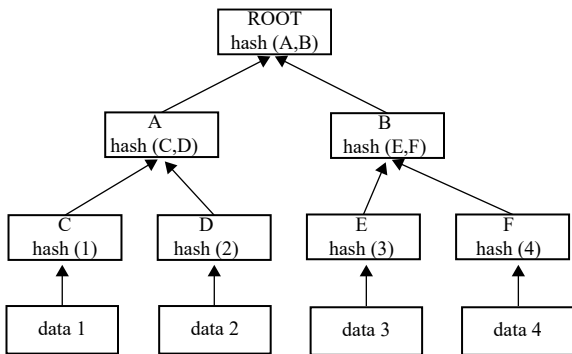 ROOT
hash (A,B)
A
hash (C,D)
B
hash (E,F)
C
hash (1)
D
hash (2)
E
hash (3)
F
hash (4)
data 1
data 2
data 3
data 4